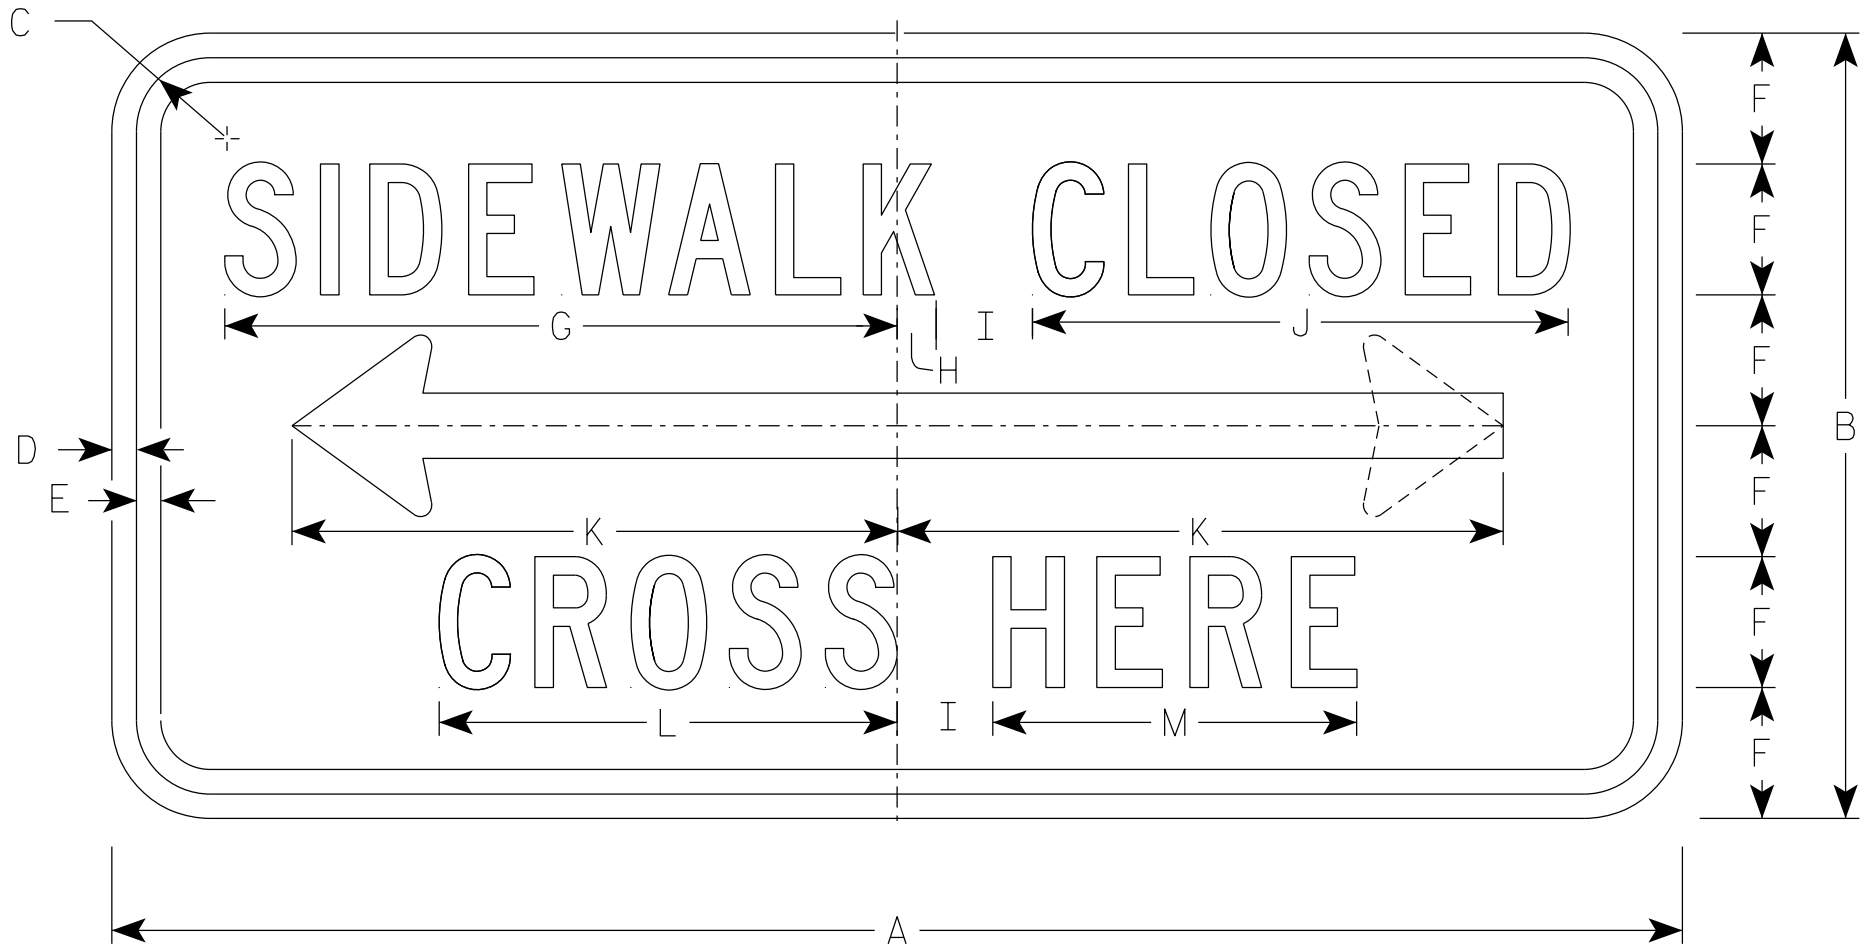 C
SIDEWALK CLOSED
F
F
F
F
F
F
B
G I J
H
D
E
K K
CROSS HERE
L I M
A